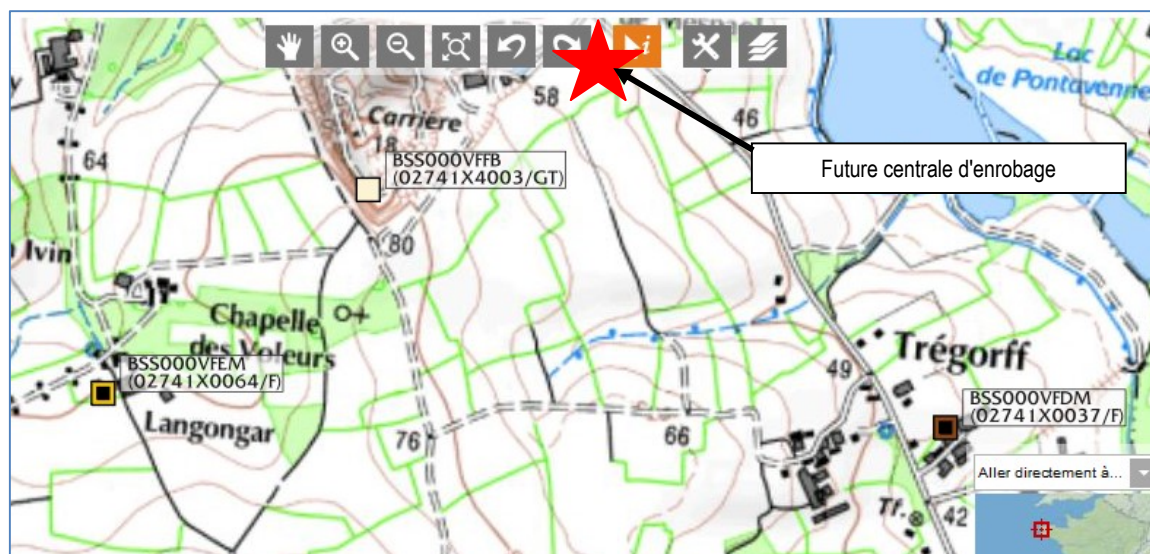 Lac
de Pontavenne
58
46
Carrière
18
BSS000VFFB
(02741X4003/GT)
Future centrale d'enrobage
64
80
Ivin
Chapelle
des Voleurs
BSS000VFEM
(02741X0064/F)
Langongar
76
66
49
Trégorff
BSS000VFDM
(02741X0037/F)
Aller directement à...
Tf.
42